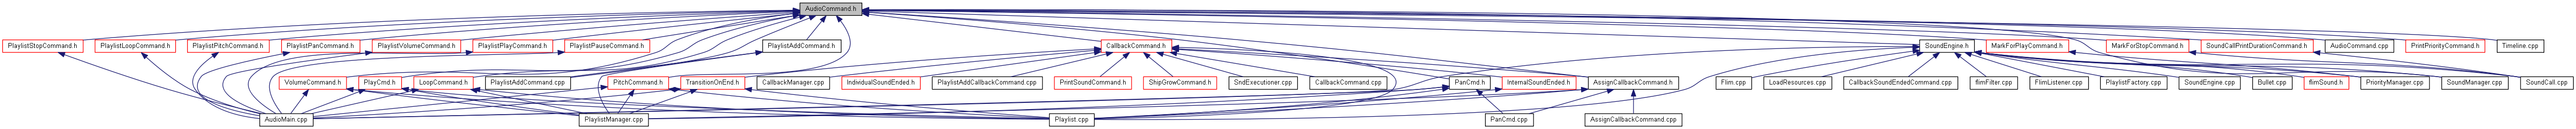 AudioCommand.h
PlaylistStopCommand.h
PlaylistLoopCommand.h
PlaylistPitchCommand.h
PlaylistPanCommand.h
PlaylistVolumeCommand.h
PlaylistPlayCommand.h
PlaylistPauseCommand.h
PlaylistAddCommand.h
CallbackCommand.h
SoundEngine.h
MarkForPlayCommand.h
MarkForStopCommand.h
SoundCallPrintDurationCommand.h
AudioCommand.cpp
PrintPriorityCommand.h
Timeline.cpp
VolumeCommand.h
PlayCmd.h
LoopCommand.h
PlaylistAddCommand.cpp
PitchCommand.h
TransitionOnEnd.h
CallbackManager.cpp
IndividualSoundEnded.h
PlaylistAddCallbackCommand.cpp
PrintSoundCommand.h
ShipGrowCommand.h
SndExecutioner.cpp
CallbackCommand.cpp
PanCmd.h
InternalSoundEnded.h
AssignCallbackCommand.h
Flim.cpp
LoadResources.cpp
CallbackSoundEndedCommand.cpp
flimFilter.cpp
FlimListener.cpp
PlaylistFactory.cpp
SoundEngine.cpp
Bullet.cpp
flimSound.h
PriorityManager.cpp
SoundManager.cpp
SoundCall.cpp
AudioMain.cpp
PlaylistManager.cpp
Playlist.cpp
PanCmd.cpp
AssignCallbackCommand.cpp